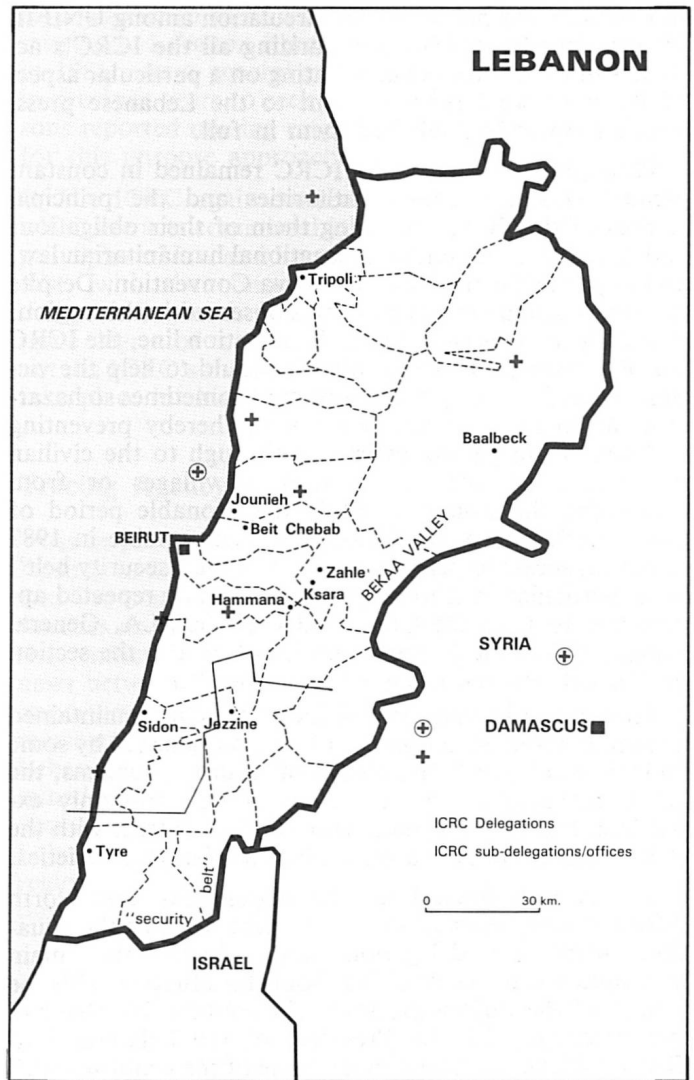 LEBANON
Tripoli
MEDITERRANEAN SEA
Baalbeck
Jounieh
Beit Chebab
BEIRUT
Zahle
BEKAA VALLEY
Ksara
Hammana
SYRIA
Sidon
Jezzine
DAMASCUS
ICRC Delegations
ICRC sub-delegations/offices
Tyre
0 30 km.
"security belt"
ISRAEL